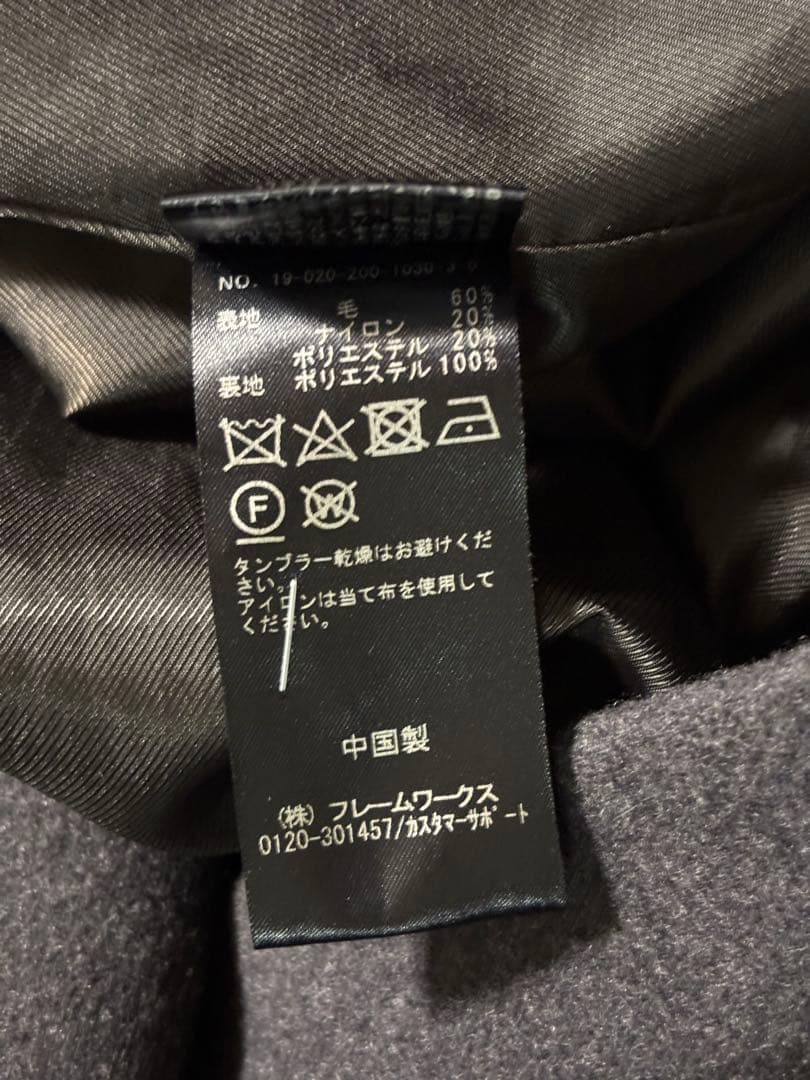 NO. 19-020-200-1030-3-0
表地 毛 60%
ナイロン 20%
ポリエステル 20%
裏地 ポリエステル 100%
F W
タンブラー乾燥はお避けくだ
さい。
アイロンは当て布を使用して
ください。
中国製
(株) フレームワークス
0120-301457/カスタマーサポート